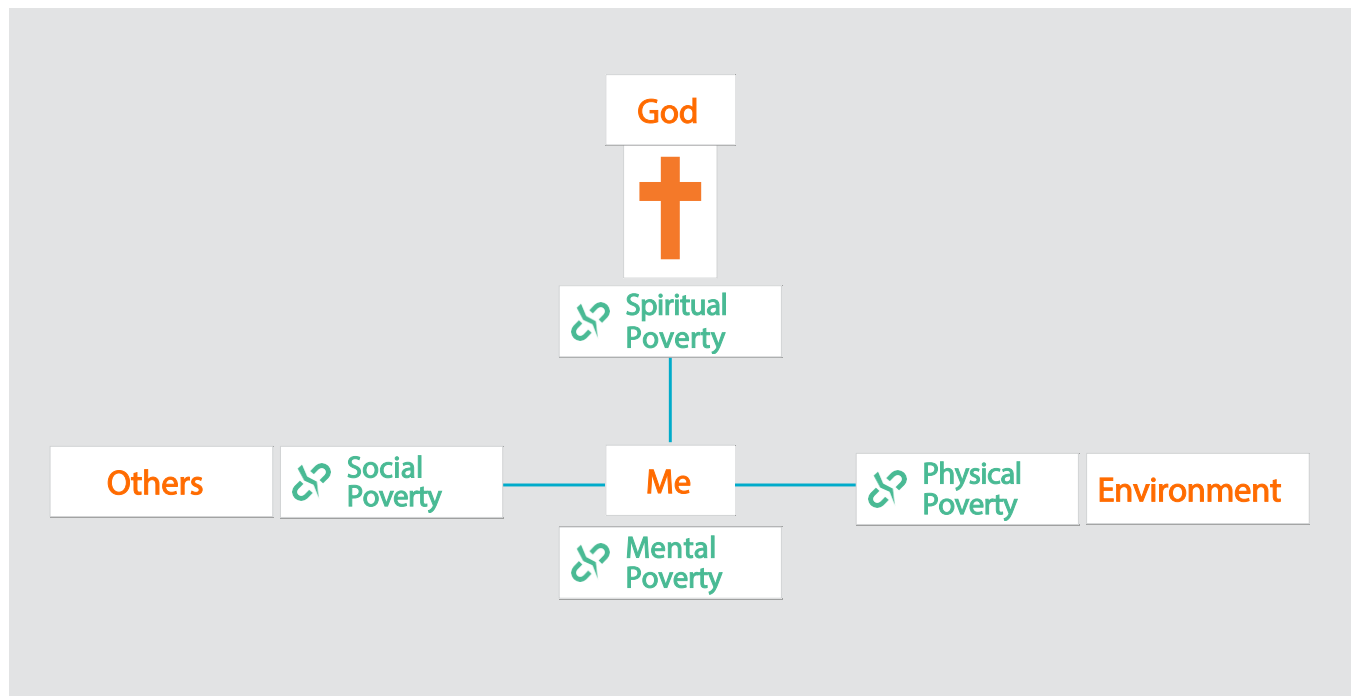 God
Spiritual
Poverty
Others
Social
Poverty
Me
Physical
Poverty
Environment
Mental
Poverty